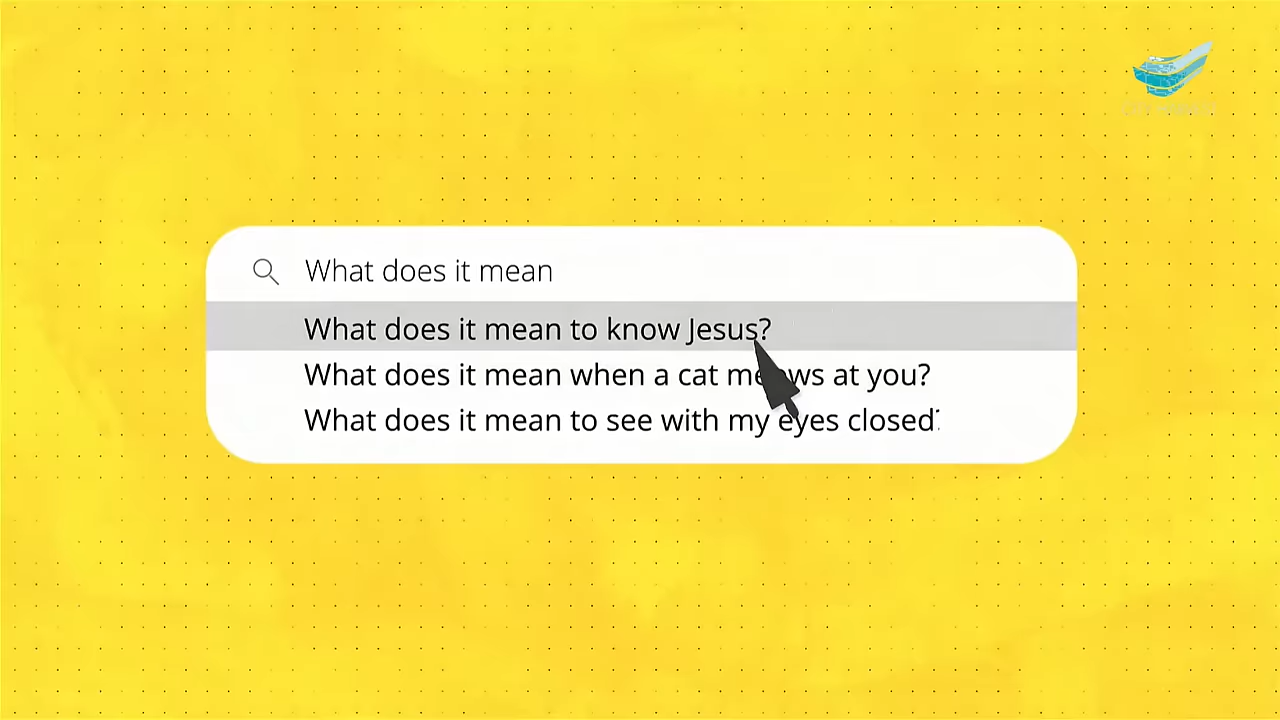 What does it mean
What does it mean to know Jesus?
What does it mean when a cat meows at you?
What does it mean to see with my eyes closed?